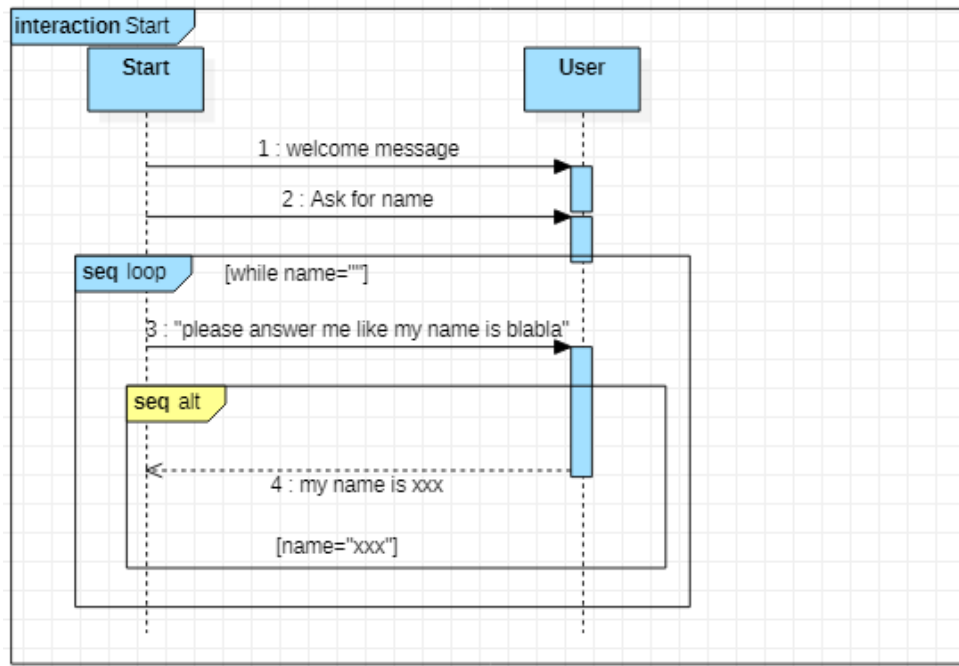 interaction Start
Start
User
1 : welcome message
2 : Ask for name
seq loop
[while name=""]
3 : "please answer me like my name is blabla"
seq alt
4 : my name is xxx
[name="xxx"]